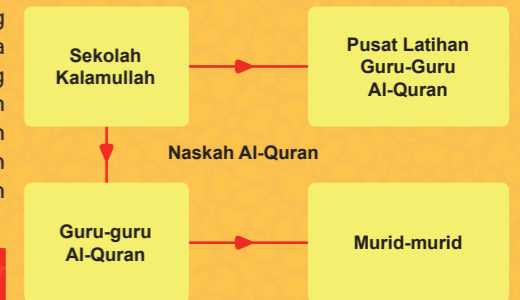 Sekolah
Kalamullah
Pusat Latihan
Guru-Guru
Al-Quran
Naskah Al-Quran
Guru-guru
Al-Quran
Murid-murid